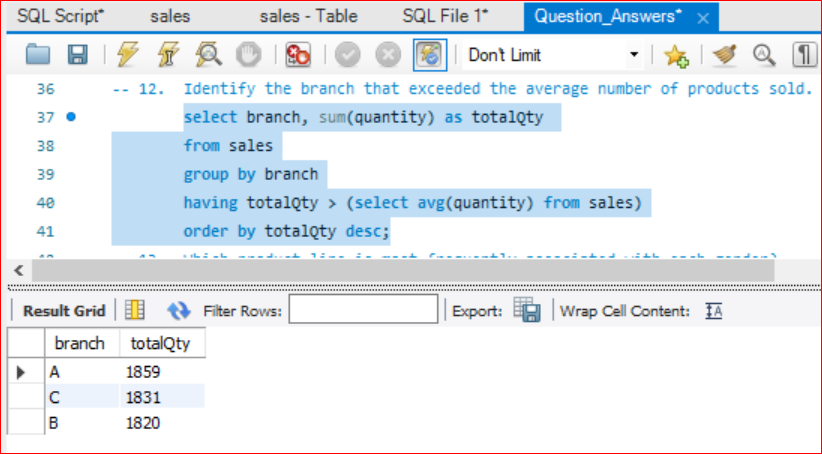 SQL Script* sales sales - Table SQL File 1* Question_Answers* ×
Don't Limit
36 -- 12. Identify the branch that exceeded the average number of products sold.
37 select branch, sum(quantity) as totalQty
38 from sales
39 group by branch
40 having totalQty > (select avg(quantity) from sales)
41 order by totalQty desc;
Result Grid Filter Rows: Export: Wrap Cell Content:
branch totalQty
A 1859
C 1831
B 1820